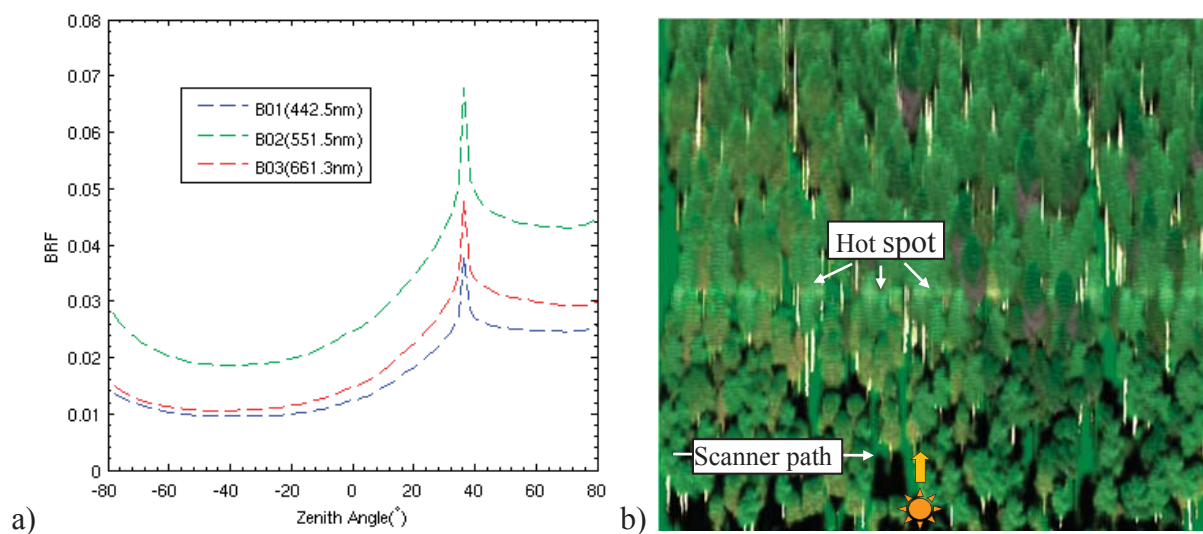 0.08
0.07
0.06
0.05
0.04
0.03
0.02
0.01
0
BRF
B01(442.5nm)
B02(551.5nm)
B03(661.3nm)
-80 -60 -40 -20 0 20 40 60 80
Zenith Angle(°)
a)
Hot spot
Scanner path
b)